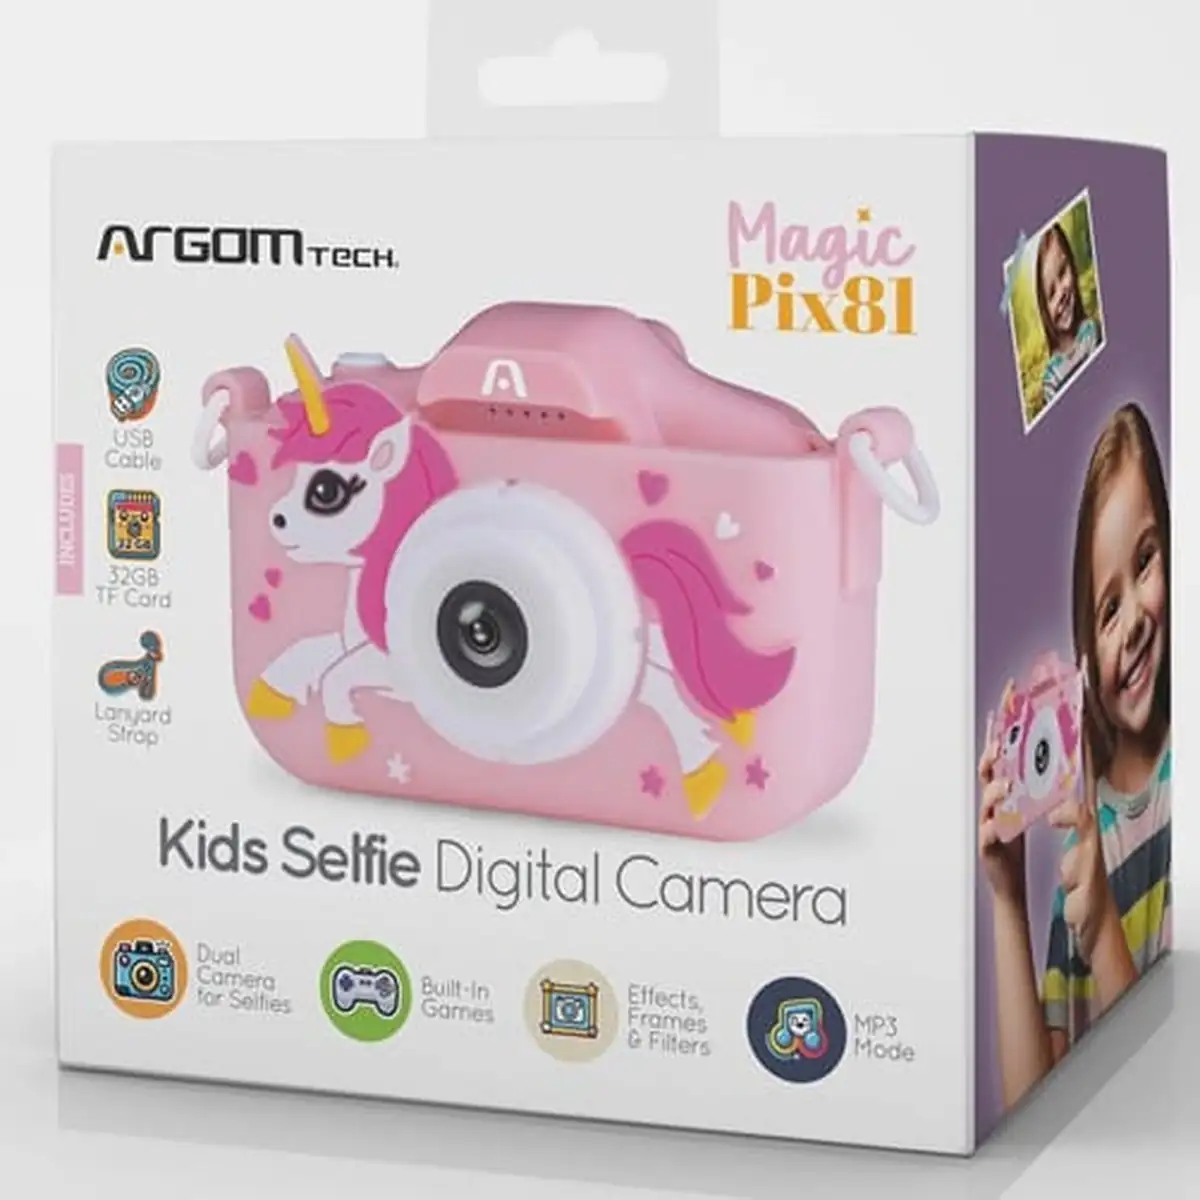 ARGOM TECH.
Magic
Pix81
INCLUDES
USB
Cable
32GB
32GB
TF Card
Lanyard
Strap
Kids Selfie Digital Camera
Dual
Camera
for Selfies
Built-In
Games
Effects,
Frames
& Filters
MP3
Mode